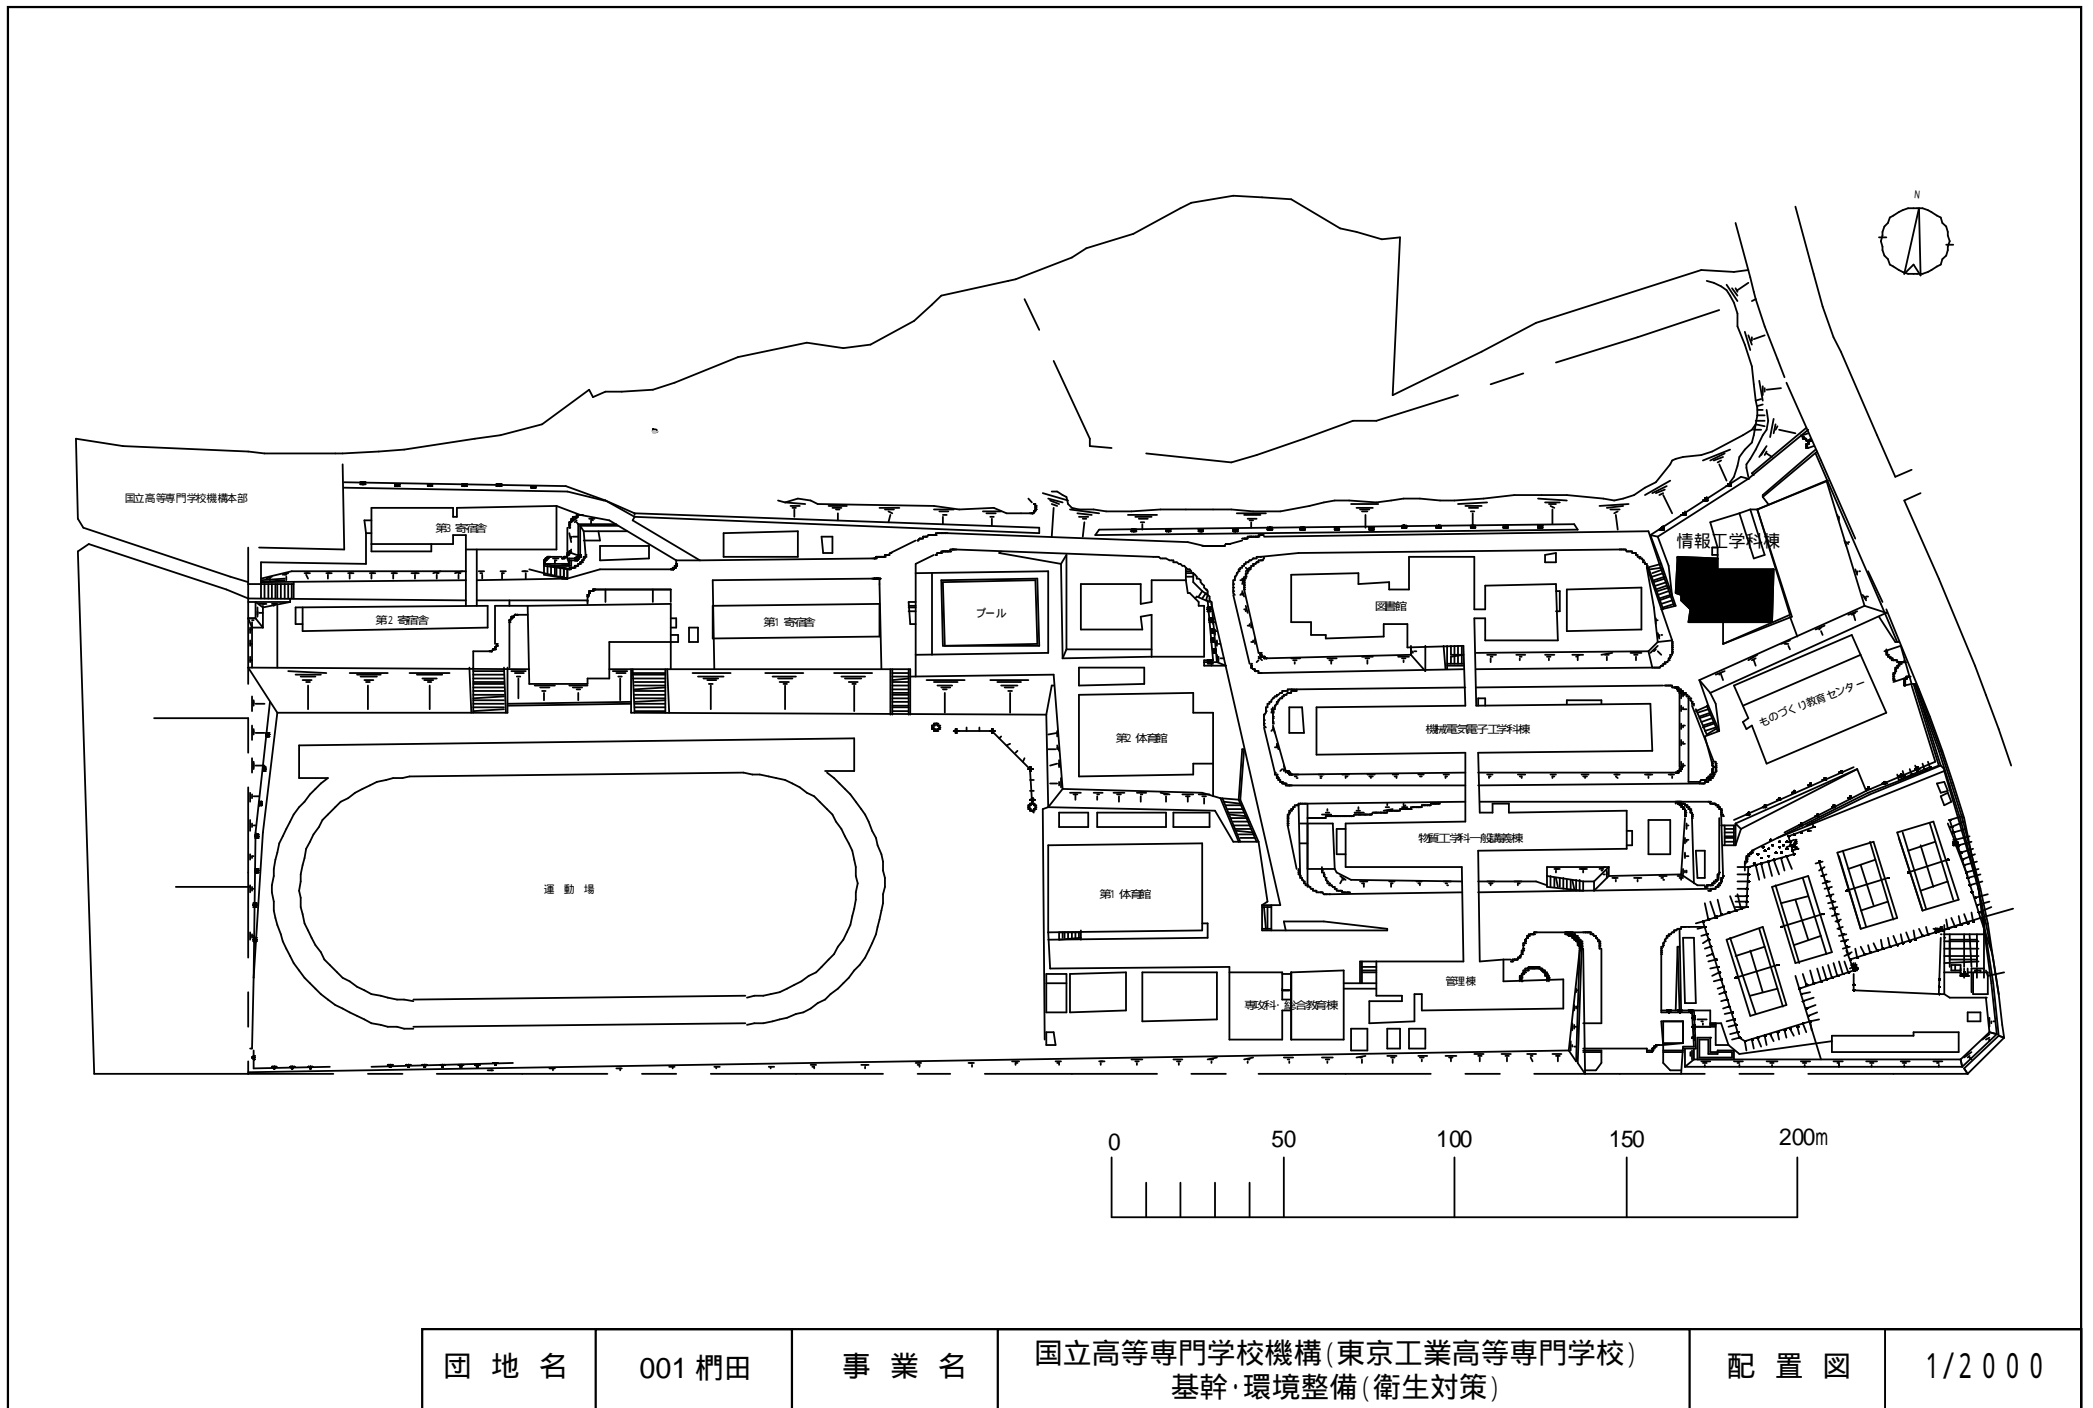 N
国立高等専門学校機構本部
第3 寄宿舎
情報工学科棟
図書館
プール
第2 寄宿舎
第1 寄宿舎
ものづくり教育センター
機械電気電子工学科棟
第2 体育館
物質工学科一般講義棟
運 動 場
第1 体育館
管理棟
専攻科・総合教育棟
0 50 100 150 200m
団 地 名 001 椚田 事 業 名 国立高等専門学校機構(東京工業高等専門学校) 配 置 図 1/2000
基幹・環境整備(衛生対策)